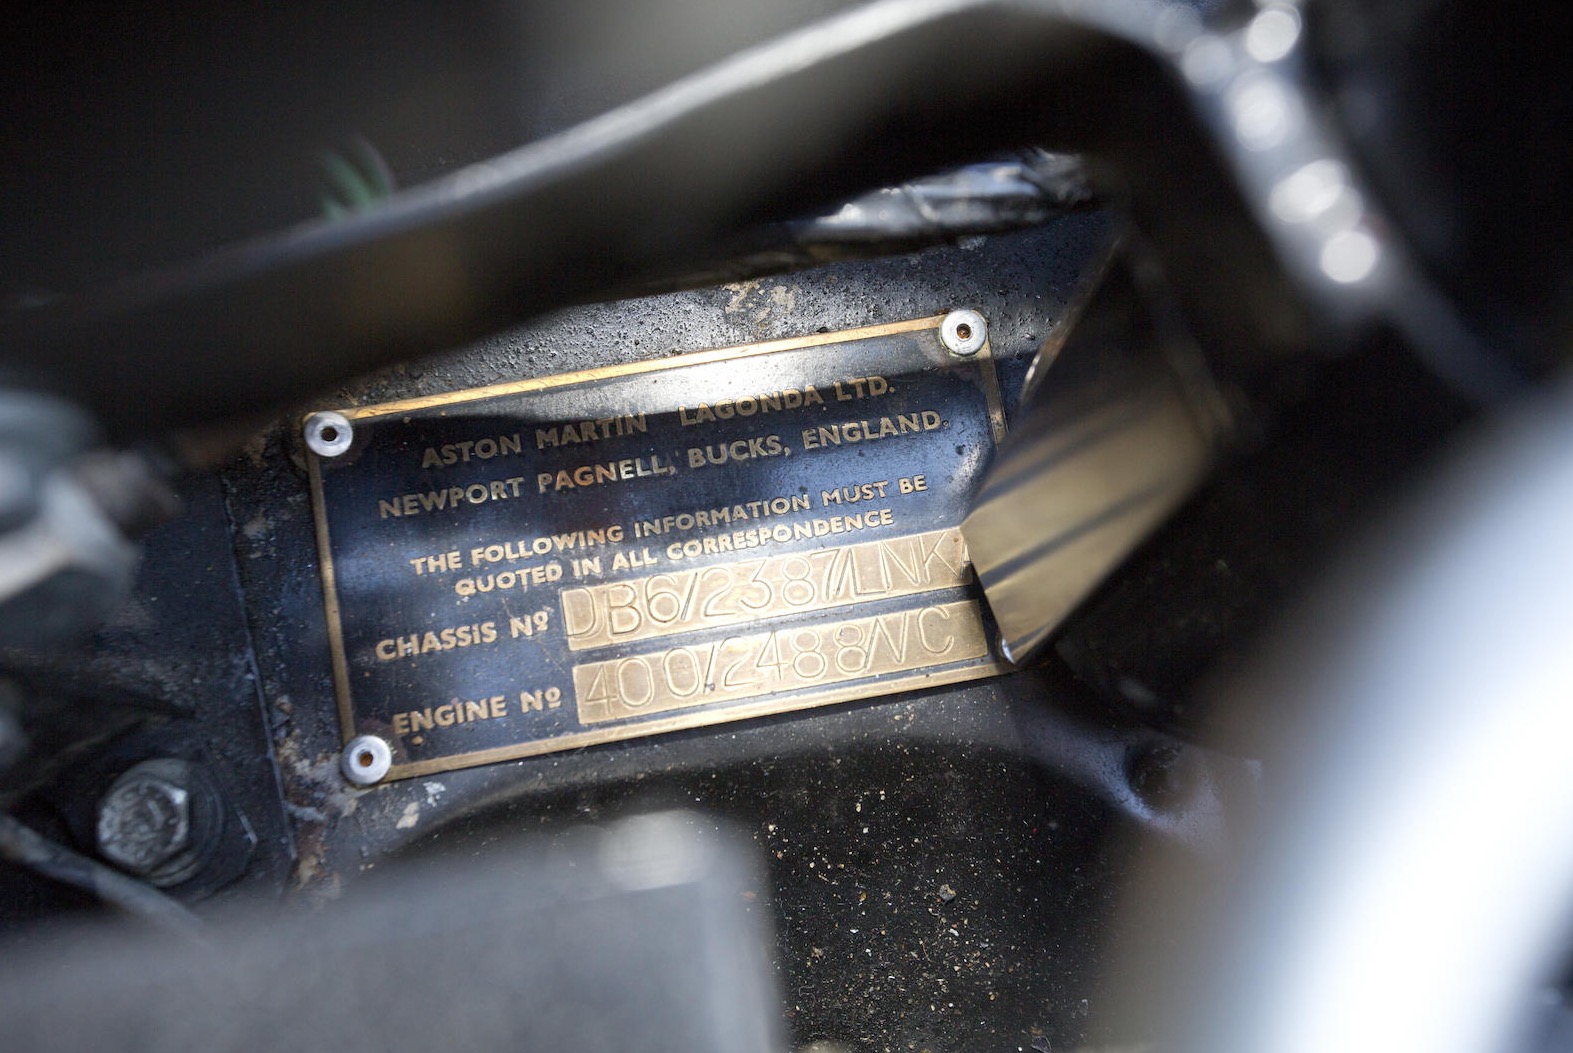 ASTON MARTIN LAGONDA LTD.
NEWPORT PAGNELL, BUCKS, ENGLAND.
THE FOLLOWING INFORMATION MUST BE
QUOTED IN ALL CORRESPONDENCE
CHASSIS Nº DB6/2387/LNK
ENGINE Nº 400/2488/VC